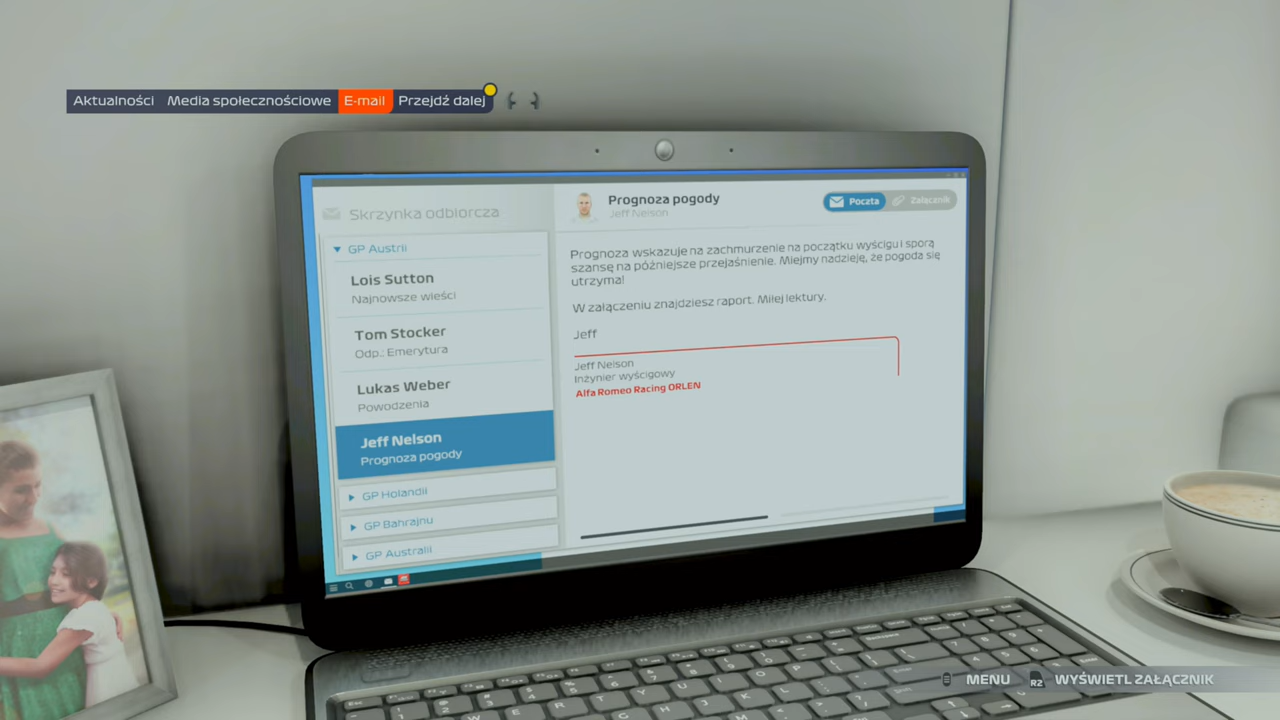 Aktualności Media społecznościowe E-mail Przejdź dalej
Skrzynka odbiorcza
GP Austrii
Lois Sutton
Najnowsze wieści
Tom Stocker
Odp.: Emerytura
Lukas Weber
Powodzenia
Jeff Nelson
Prognoza pogody
GP Holandii
GP Bahrajnu
GP Australii
Prognoza pogody
Jeff Nelson
Poczta Załącznik
Prognoza wskazuje na zachmurzenie na początku wyścigu i sporą
szansę na późniejsze przejaśnienie. Miejmy nadzieję, że pogoda się
utrzyma!
W załączeniu znajdziesz raport. Miłej lektury.
Jeff
Jeff Nelson
Inżynier wyścigowy
Alfa Romeo Racing ORLEN
MENU R2 WYŚWIETL ZAŁĄCZNIK